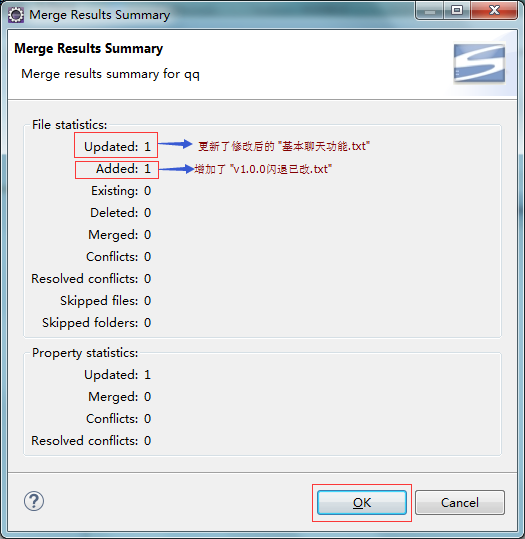 Merge Results Summary
Merge Results Summary
Merge results summary for qq
File statistics:
Updated: 1 更新了修改后的 "基本聊天功能.txt"
Added: 1 增加了 "v1.0.0闪退已改.txt"
Existing: 0
Deleted: 0
Merged: 0
Conflicts: 0
Resolved conflicts: 0
Skipped files: 0
Skipped folders: 0
Property statistics:
Updated: 1
Merged: 0
Conflicts: 0
Resolved conflicts: 0
? OK Cancel